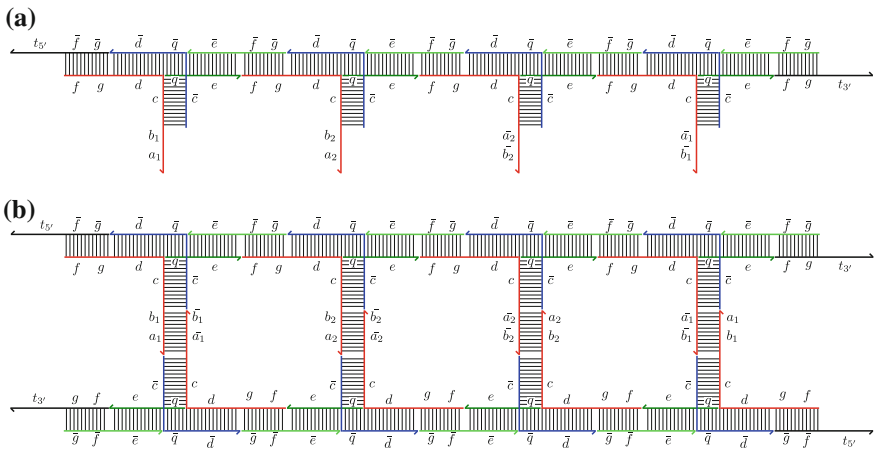 (a)
t5′ f̄ ḡ d̄ q̄ ē f̄ ḡ d̄ q̄ ē f̄ ḡ d̄ q̄ ē f̄ ḡ d̄ q̄ ē f̄ ḡ
f g d q e f g d q e f g d q e f g d q e f g t3′
c c̄ c c̄ c c̄ c c̄
b1 b2 ā2 ā1
a1 a2 b̄2 b̄1
(b)
t5′ f̄ ḡ d̄ q̄ ē f̄ ḡ d̄ q̄ ē f̄ ḡ d̄ q̄ ē f̄ ḡ d̄ q̄ ē f̄ ḡ
f g d q e f g d q e f g d q e f g d q e f g t3′
c c̄ c c̄ c c̄ c c̄
b1 b̄1 b2 b̄2 ā2 a2 ā1 a1
a1 ā1 a2 ā2 b̄2 b2 b̄1 b1
c̄ c c̄ c c̄ c c̄ c
t3′ g f e q d g f e q d g f e q d g f e q d g f
ḡ f̄ ē q̄ d̄ ḡ f̄ ē q̄ d̄ ḡ f̄ ē q̄ d̄ ḡ f̄ ē q̄ d̄ ḡ f̄ t5′